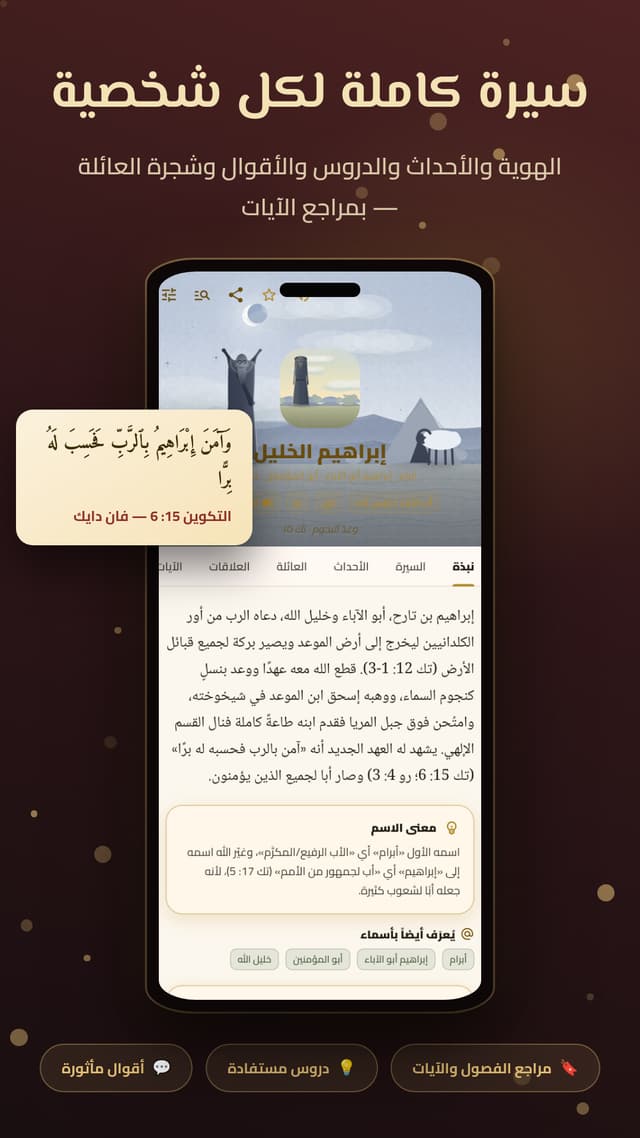 سيرة كاملة لكل شخصية
الهوية والأحداث والدروس والأقوال وشجرة العائلة
— بمراجع الآيات
إبراهيم الخليل
وعدُ النجوم · تك ١٥
وَآمَنَ إِبْرَاهِيمُ بِٱلرَّبِّ فَحَسِبَ لَهُ
بِرًّا
التكوين 15: 6 — فان دايك
نبذة السيرة الأحداث العائلة العلاقات الآيات
إبراهيم بن تارح، أبو الآباء وخليل الله، دعاه الرب من أور
الكلدانيين ليخرج إلى أرض الموعد ويصير بركة لجميع قبائل
الأرض (تك 12: 1-3). قطع الله معه عهدًا ووعد بنسلٍ
كنجوم السماء، ووهبه إسحق ابن الموعد في شيخوخته،
وامتُحن فوق جبل المريا فقدم ابنه طاعةً كاملة فنال القسم
الإلهي. يشهد له العهد الجديد أنه «آمن بالرب فحسبه له برًا»
(تك 15: 6؛ رو 4: 3) وصار أبا لجميع الذين يؤمنون.
معنى الاسم
اسمه الأول «أبرام» أي «الأب الرفيع/المكرَّم»، وغيّر الله اسمه
إلى «إبراهيم» أي «أب لجمهور من الأمم» (تك 17: 5)، لأنه
جعله أبًا لشعوب كثيرة.
يُعرَف أيضاً بأسماء
أبرام إبراهيم أبو الآباء أبو المؤمنين خليل الله
مراجع الفصول والآيات دروس مستفادة أقوال مأثورة